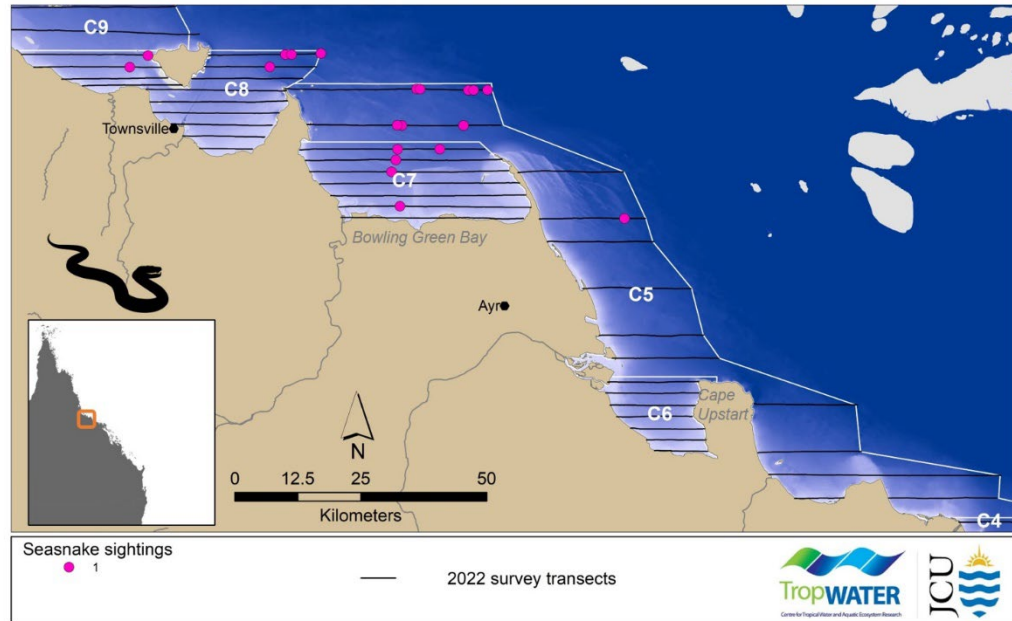 C9
C8
Townsville
C7
Bowling Green Bay
C5
Ayr
Cape
Upstart
C6
N
0 12.5 25 50
Kilometers
C4
Seasnake sightings
1
2022 survey transects
TropWATER
Centre for Tropical Water and Aquatic Ecosystem Research
JCU